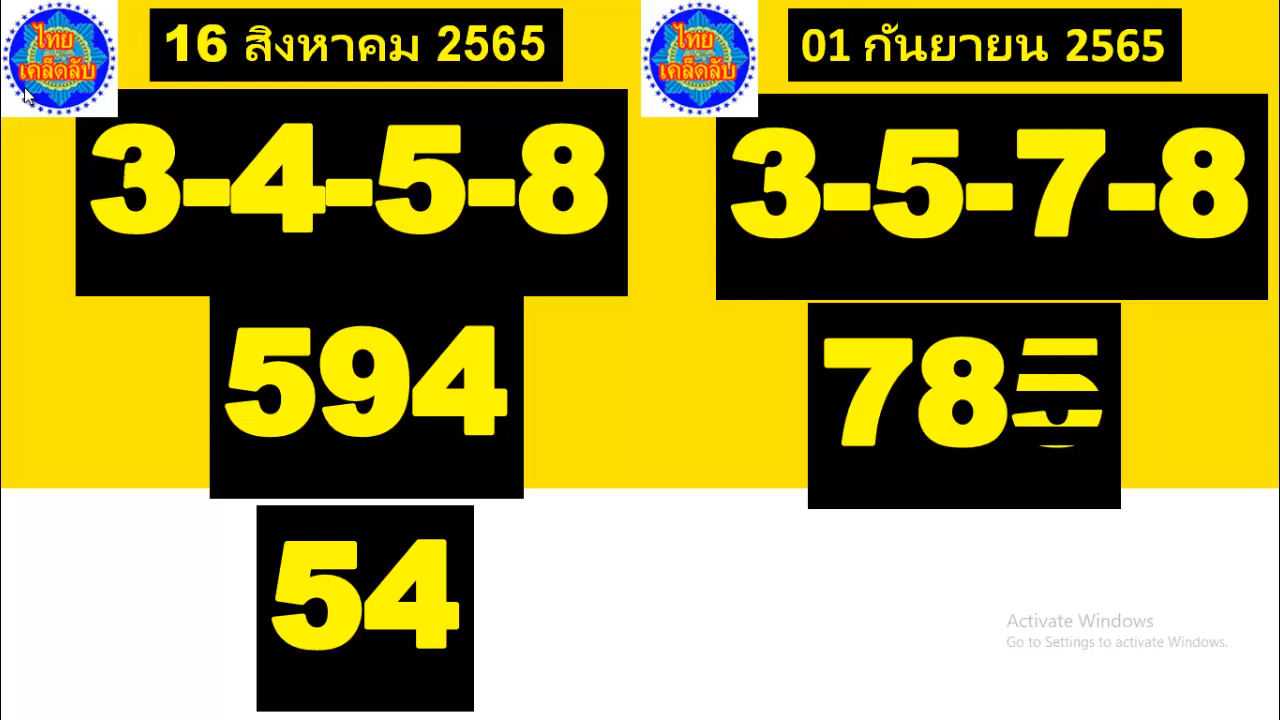 ไทย
เคล็ดลับ
16 สิงหาคม 2565
3-4-5-8
594
54
ไทย
เคล็ดลับ
01 กันยายน 2565
3-5-7-8
785
Activate Windows
Go to Settings to activate Windows.